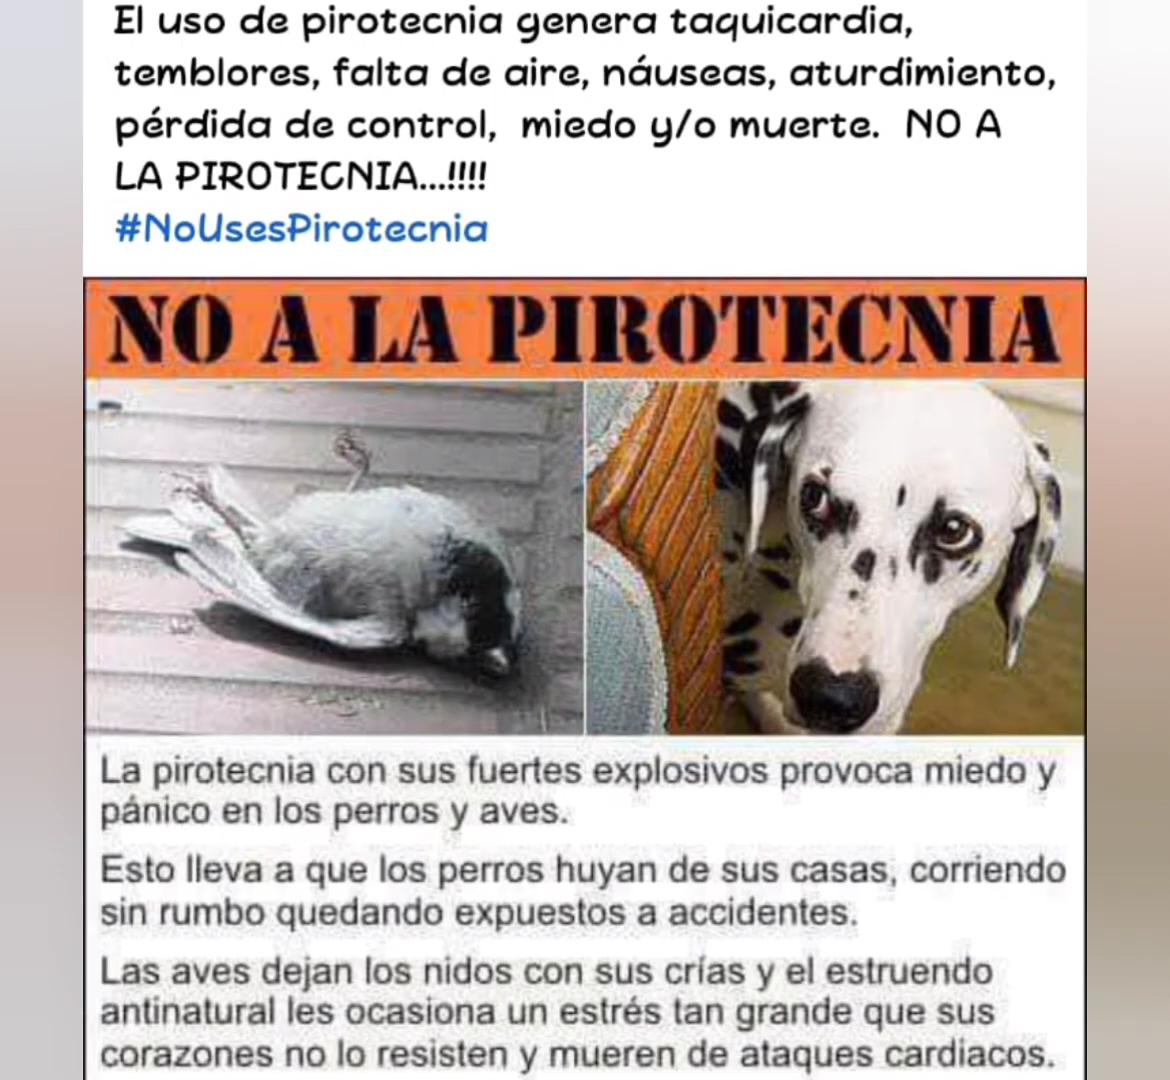 El uso de pirotecnia genera taquicardia,
temblores, falta de aire, náuseas, aturdimiento,
pérdida de control, miedo y/o muerte. NO A
LA PIROTECNIA...!!!!
#NoUsesPirotecnia
NO A LA PIROTECNIA
La pirotecnia con sus fuertes explosivos provoca miedo y
pánico en los perros y aves.
Esto lleva a que los perros huyan de sus casas, corriendo
sin rumbo quedando expuestos a accidentes.
Las aves dejan los nidos con sus crías y el estruendo
antinatural les ocasiona un estrés tan grande que sus
corazones no lo resisten y mueren de ataques cardiacos.